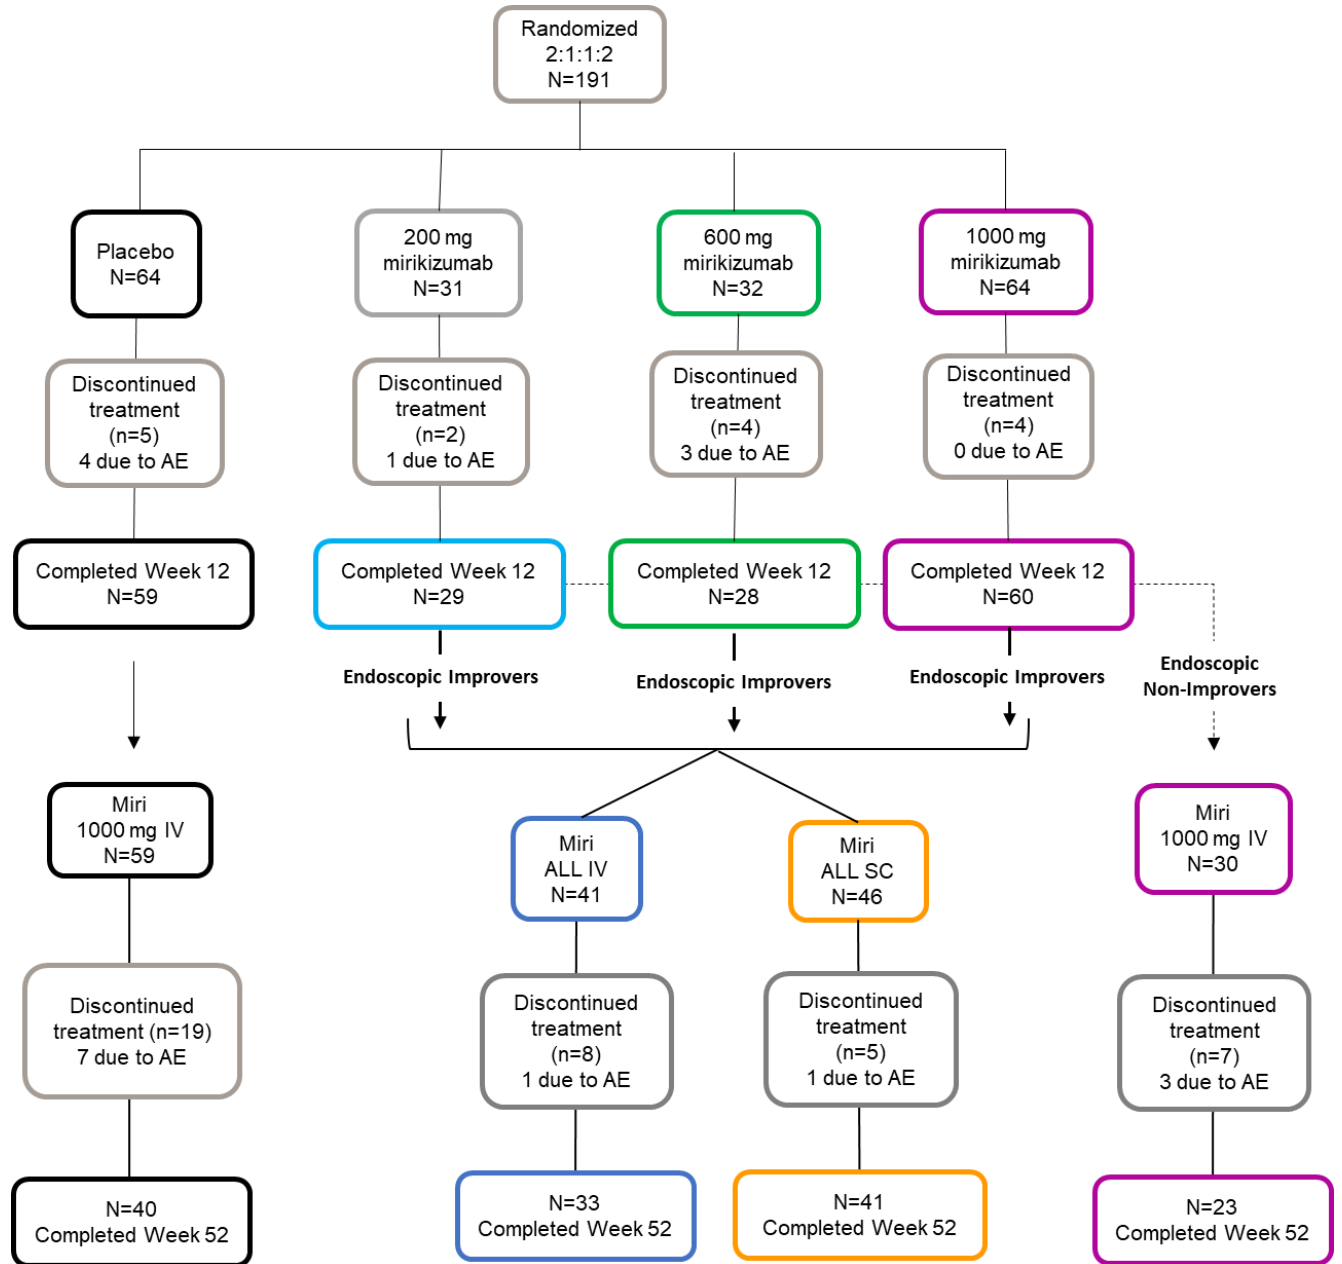 Randomized
2:1:1:2
N=191
Placebo
N=64
200 mg
mirikizumab
N=31
600 mg
mirikizumab
N=32
1000 mg
mirikizumab
N=64
Discontinued
treatment
(n=5)
4 due to AE
Discontinued
treatment
(n=2)
1 due to AE
Discontinued
treatment
(n=4)
3 due to AE
Discontinued
treatment
(n=4)
0 due to AE
Completed Week 12
N=59
Completed Week 12
N=29
Completed Week 12
N=28
Completed Week 12
N=60
Endoscopic Improvers
Endoscopic Improvers
Endoscopic Improvers
Endoscopic
Non-Improvers
Miri
1000 mg IV
N=59
Miri
ALL IV
N=41
Miri
ALL SC
N=46
Miri
1000 mg IV
N=30
Discontinued
treatment (n=19)
7 due to AE
Discontinued
treatment
(n=8)
1 due to AE
Discontinued
treatment
(n=5)
1 due to AE
Discontinued
treatment
(n=7)
3 due to AE
N=40
Completed Week 52
N=33
Completed Week 52
N=41
Completed Week 52
N=23
Completed Week 52